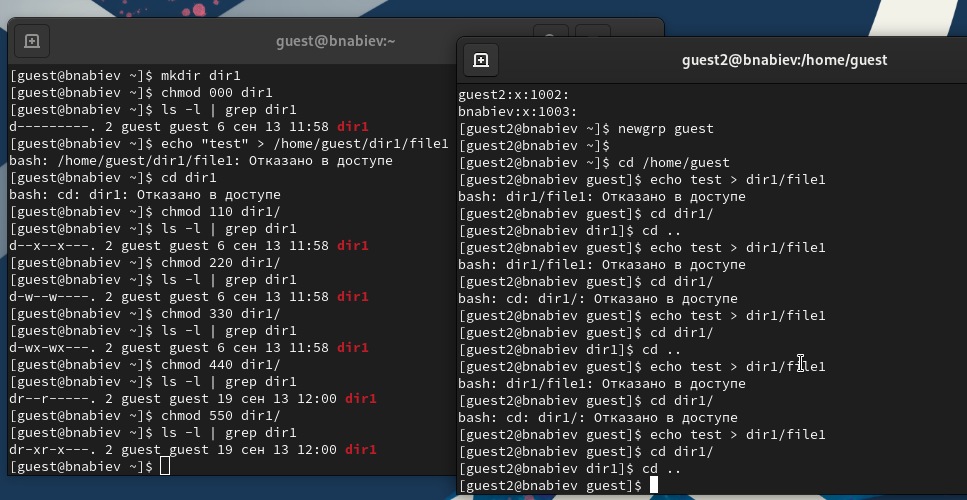 guest@bnabiev:~
[guest@bnabiev ~]$ mkdir dir1
[guest@bnabiev ~]$ chmod 000 dir1
[guest@bnabiev ~]$ ls -l | grep dir1
d---------. 2 guest guest 6 сен 13 11:58 dir1
[guest@bnabiev ~]$ echo "test" > /home/guest/dir1/file1
bash: /home/guest/dir1/file1: Отказано в доступе
[guest@bnabiev ~]$ cd dir1
bash: cd: dir1: Отказано в доступе
[guest@bnabiev ~]$ chmod 110 dir1/
[guest@bnabiev ~]$ ls -l | grep dir1
d--x--x---. 2 guest guest 6 сен 13 11:58 dir1
[guest@bnabiev ~]$ chmod 220 dir1/
[guest@bnabiev ~]$ ls -l | grep dir1
d-w--w----. 2 guest guest 6 сен 13 11:58 dir1
[guest@bnabiev ~]$ chmod 330 dir1/
[guest@bnabiev ~]$ ls -l | grep dir1
d-wx-wx---. 2 guest guest 6 сен 13 11:58 dir1
[guest@bnabiev ~]$ chmod 440 dir1/
[guest@bnabiev ~]$ ls -l | grep dir1
dr--r-----. 2 guest guest 19 сен 13 12:00 dir1
[guest@bnabiev ~]$ chmod 550 dir1/
[guest@bnabiev ~]$ ls -l | grep dir1
dr-xr-x---. 2 guest guest 19 сен 13 12:00 dir1
[guest@bnabiev ~]$
guest2@bnabiev:/home/guest
guest2:x:1002:
bnabiev:x:1003:
[guest2@bnabiev ~]$ newgrp guest
[guest2@bnabiev ~]$
[guest2@bnabiev ~]$ cd /home/guest
[guest2@bnabiev guest]$ echo test > dir1/file1
bash: dir1/file1: Отказано в доступе
[guest2@bnabiev guest]$ cd dir1/
[guest2@bnabiev dir1]$ cd ..
[guest2@bnabiev guest]$ echo test > dir1/file1
bash: dir1/file1: Отказано в доступе
[guest2@bnabiev guest]$ cd dir1/
bash: cd: dir1/: Отказано в доступе
[guest2@bnabiev guest]$ echo test > dir1/file1
[guest2@bnabiev guest]$ cd dir1/
[guest2@bnabiev dir1]$ cd ..
[guest2@bnabiev guest]$ echo test > dir1/file1
bash: dir1/file1: Отказано в доступе
[guest2@bnabiev guest]$ cd dir1/
bash: cd: dir1/: Отказано в доступе
[guest2@bnabiev guest]$ echo test > dir1/file1
[guest2@bnabiev guest]$ cd dir1/
[guest2@bnabiev dir1]$ cd ..
[guest2@bnabiev guest]$